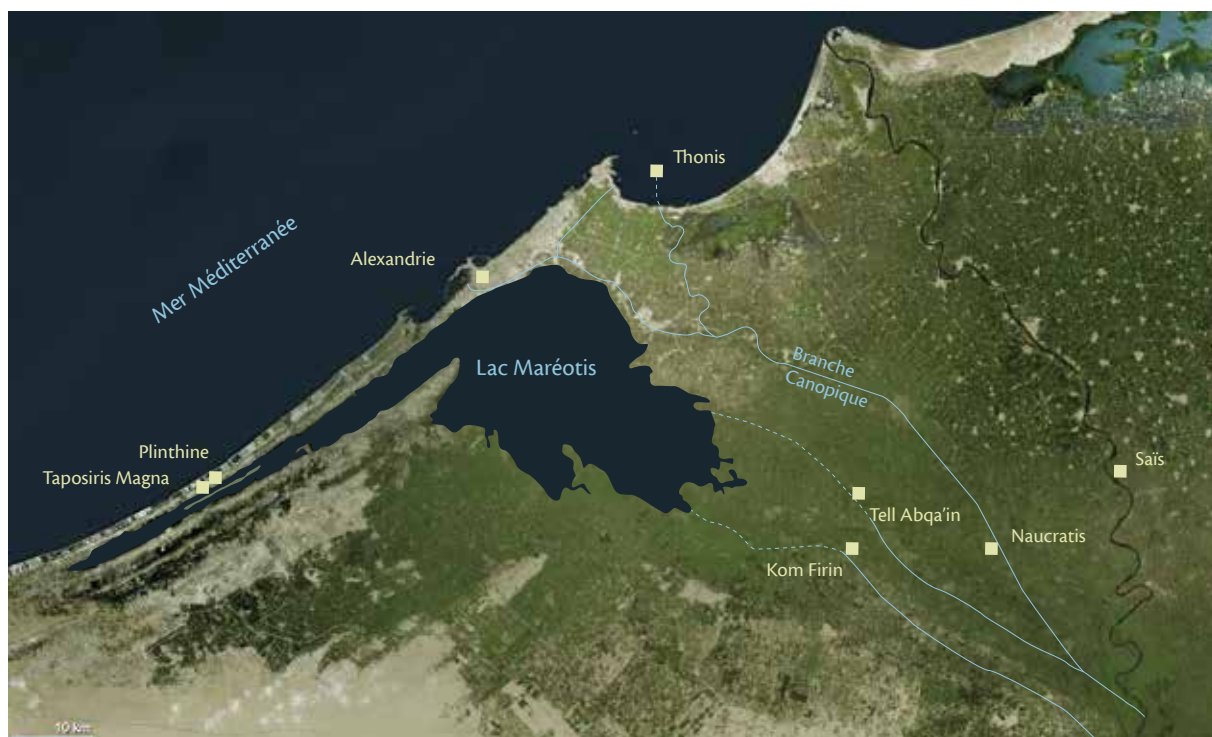 Thonis
Alexandrie
Mer Méditerranée
Lac Maréotis
Branche
Canopique
Plinthine
Taposiris Magna
Saïs
Tell Abqa'in
Naucratis
Kom Firin
10 km